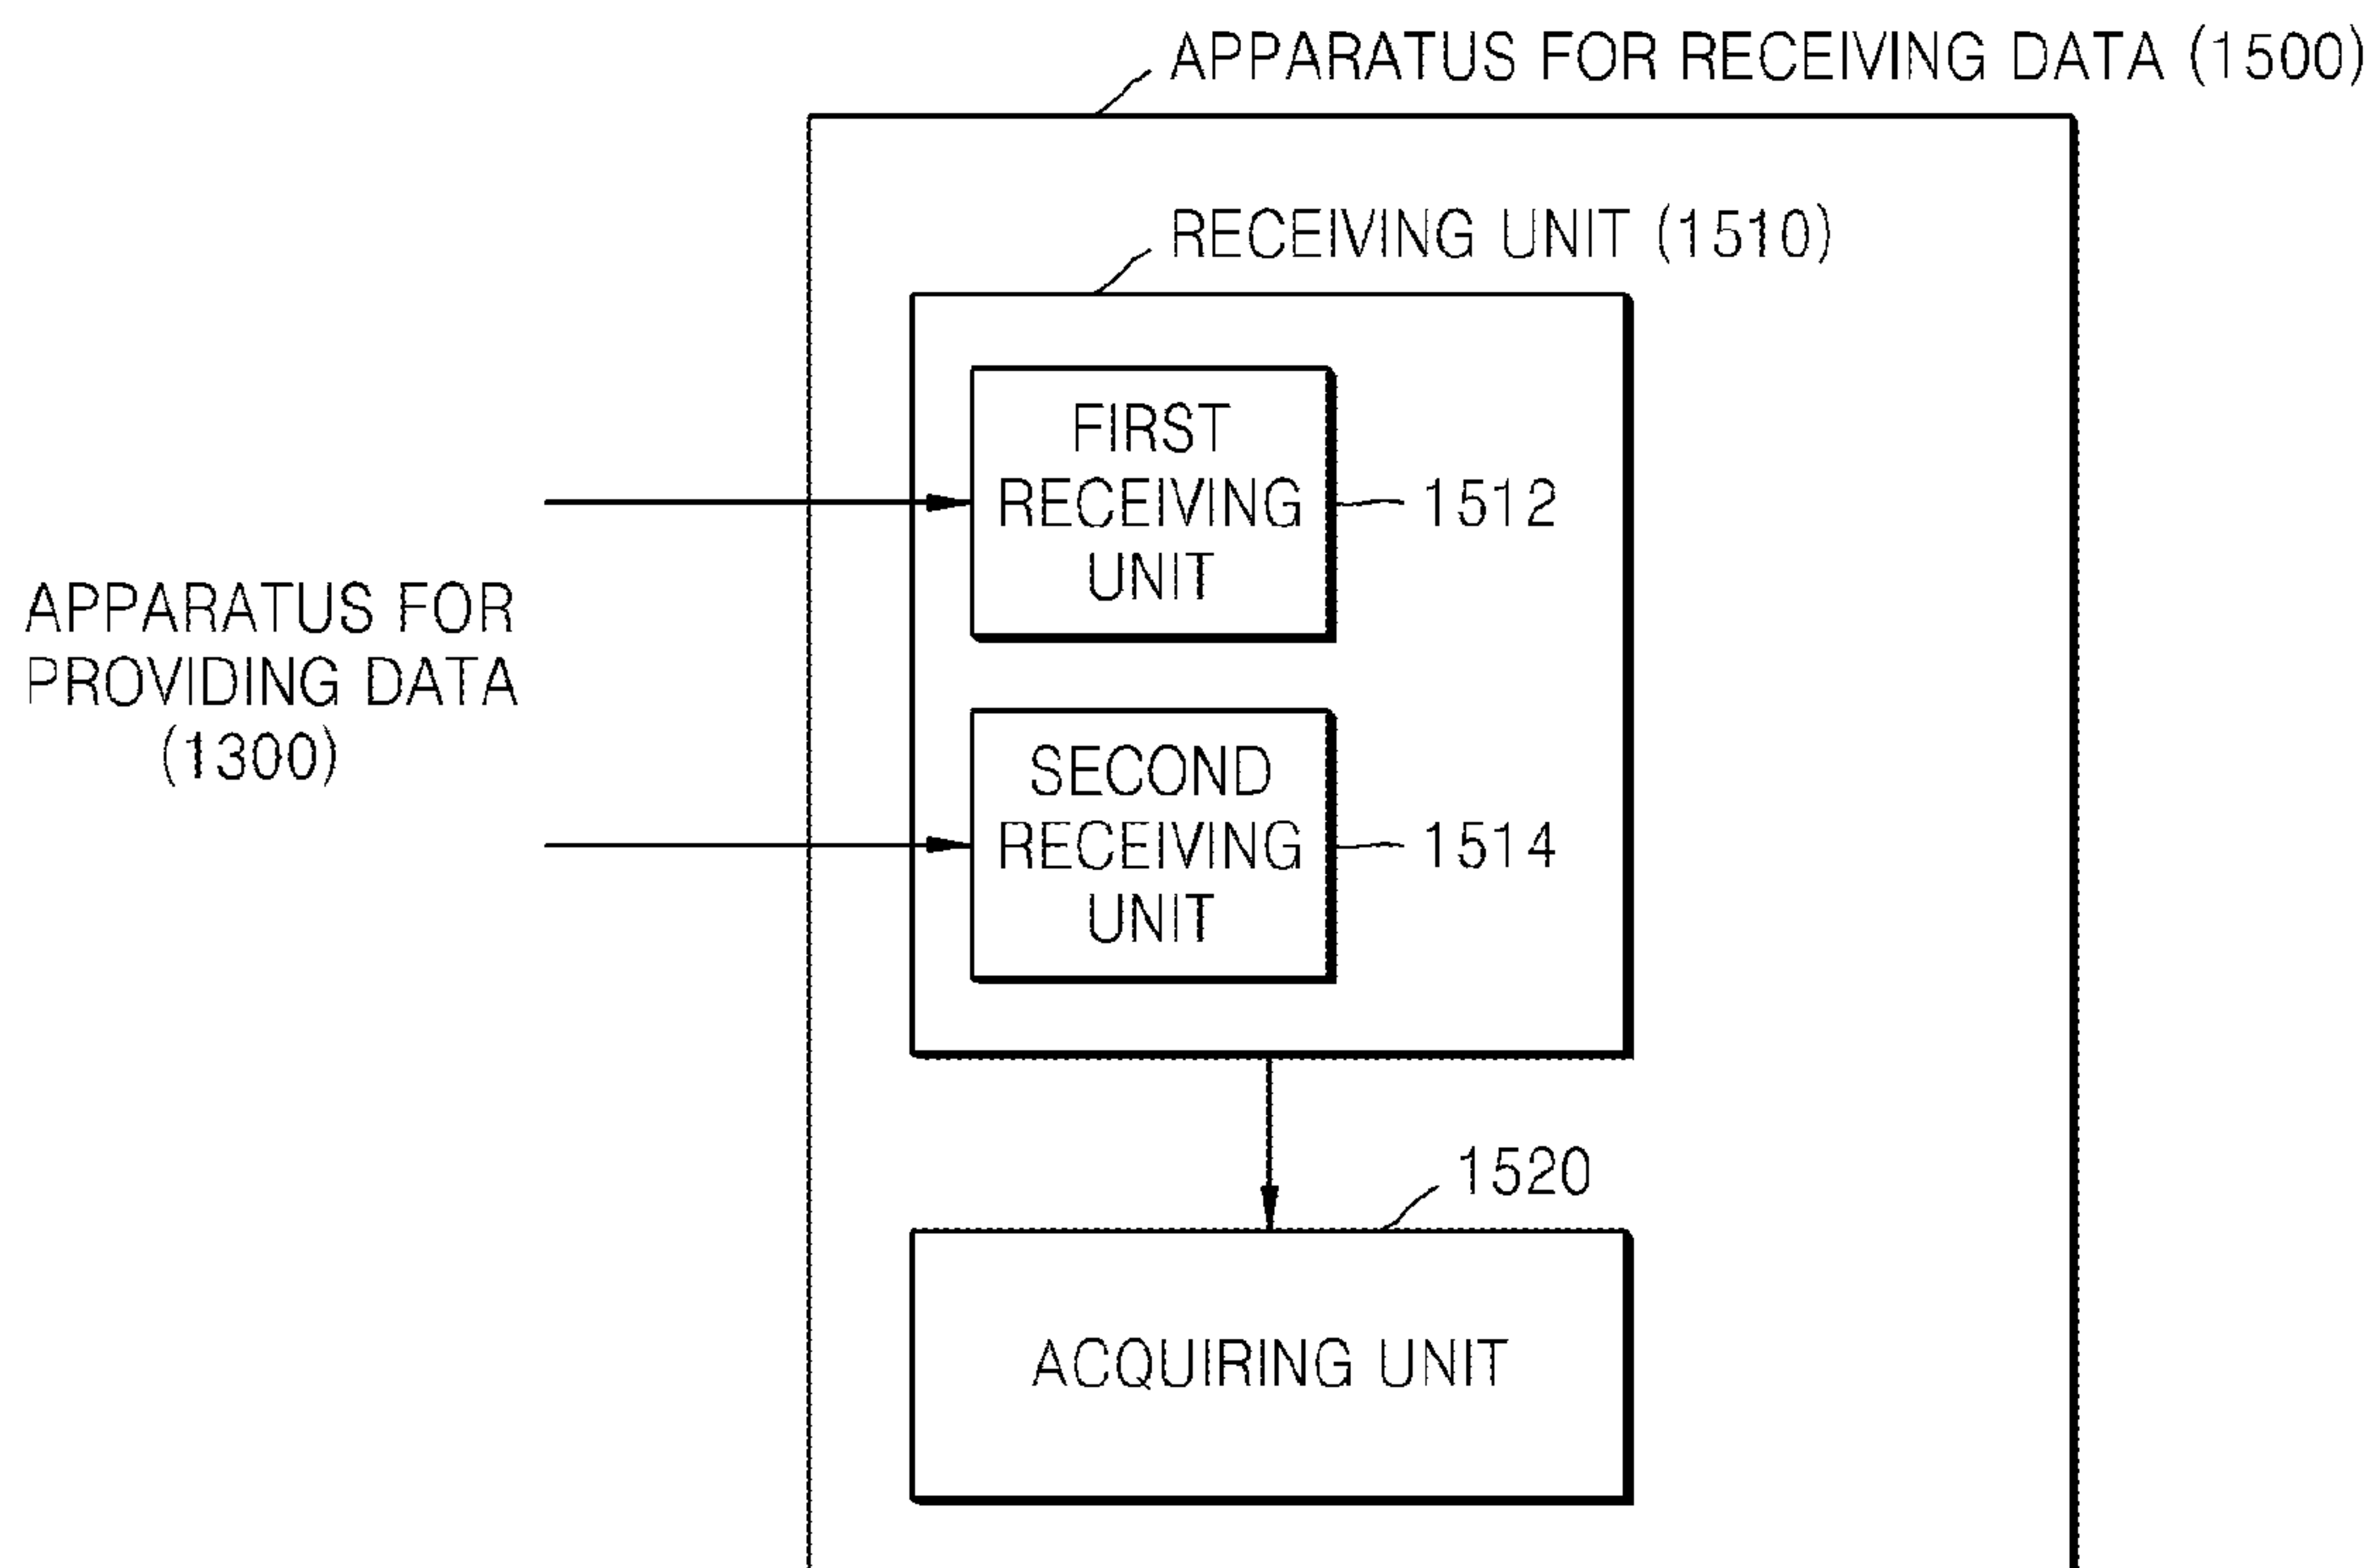 APPARATUS FOR RECEIVING DATA (1500)
RECEIVING UNIT (1510)
FIRST
RECEIVING
UNIT
1512
APPARATUS FOR
PROVIDING DATA
(1300)
SECOND
RECEIVING
UNIT
1514
1520
ACQUIRING UNIT